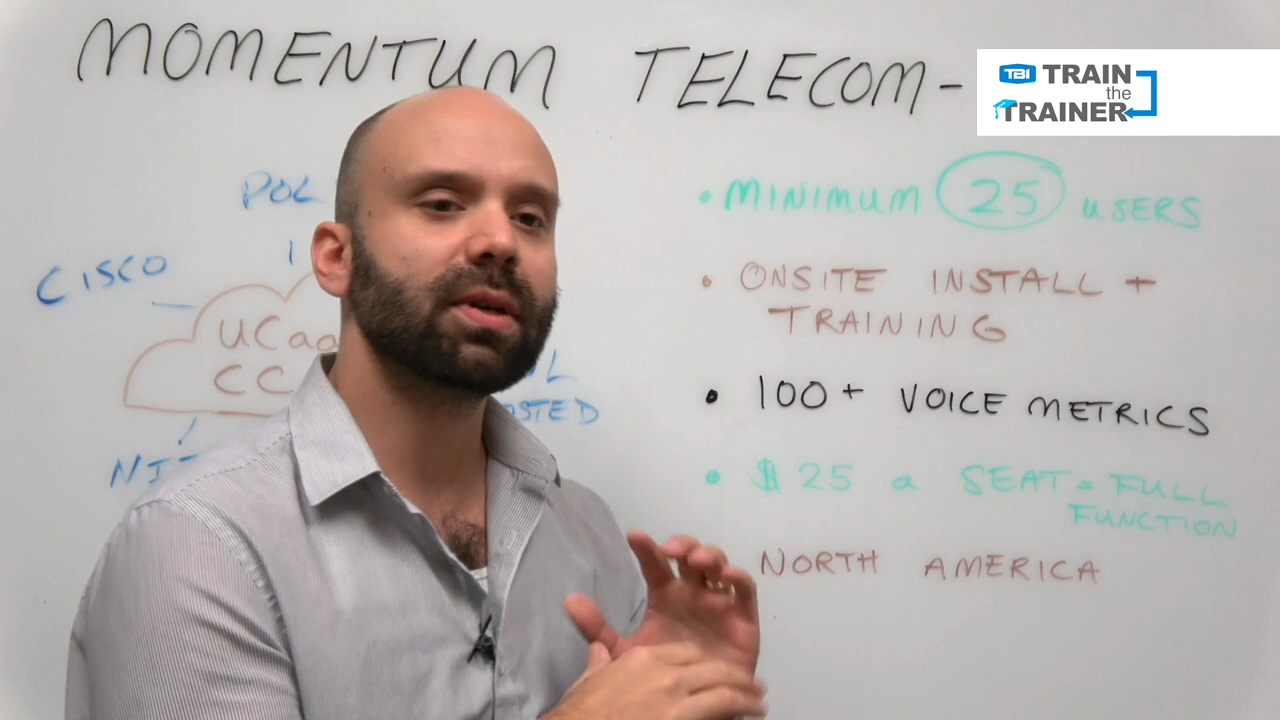 MOMENTUM TELECOM -
TBI TRAIN
the
TRAINER
• MINIMUM 25 USERS
• ONSITE INSTALL +
TRAINING
• 100+ VOICE METRICS
• $25 a SEAT = FULL
FUNCTION
NORTH AMERICA
CISCO
UCaa
CC